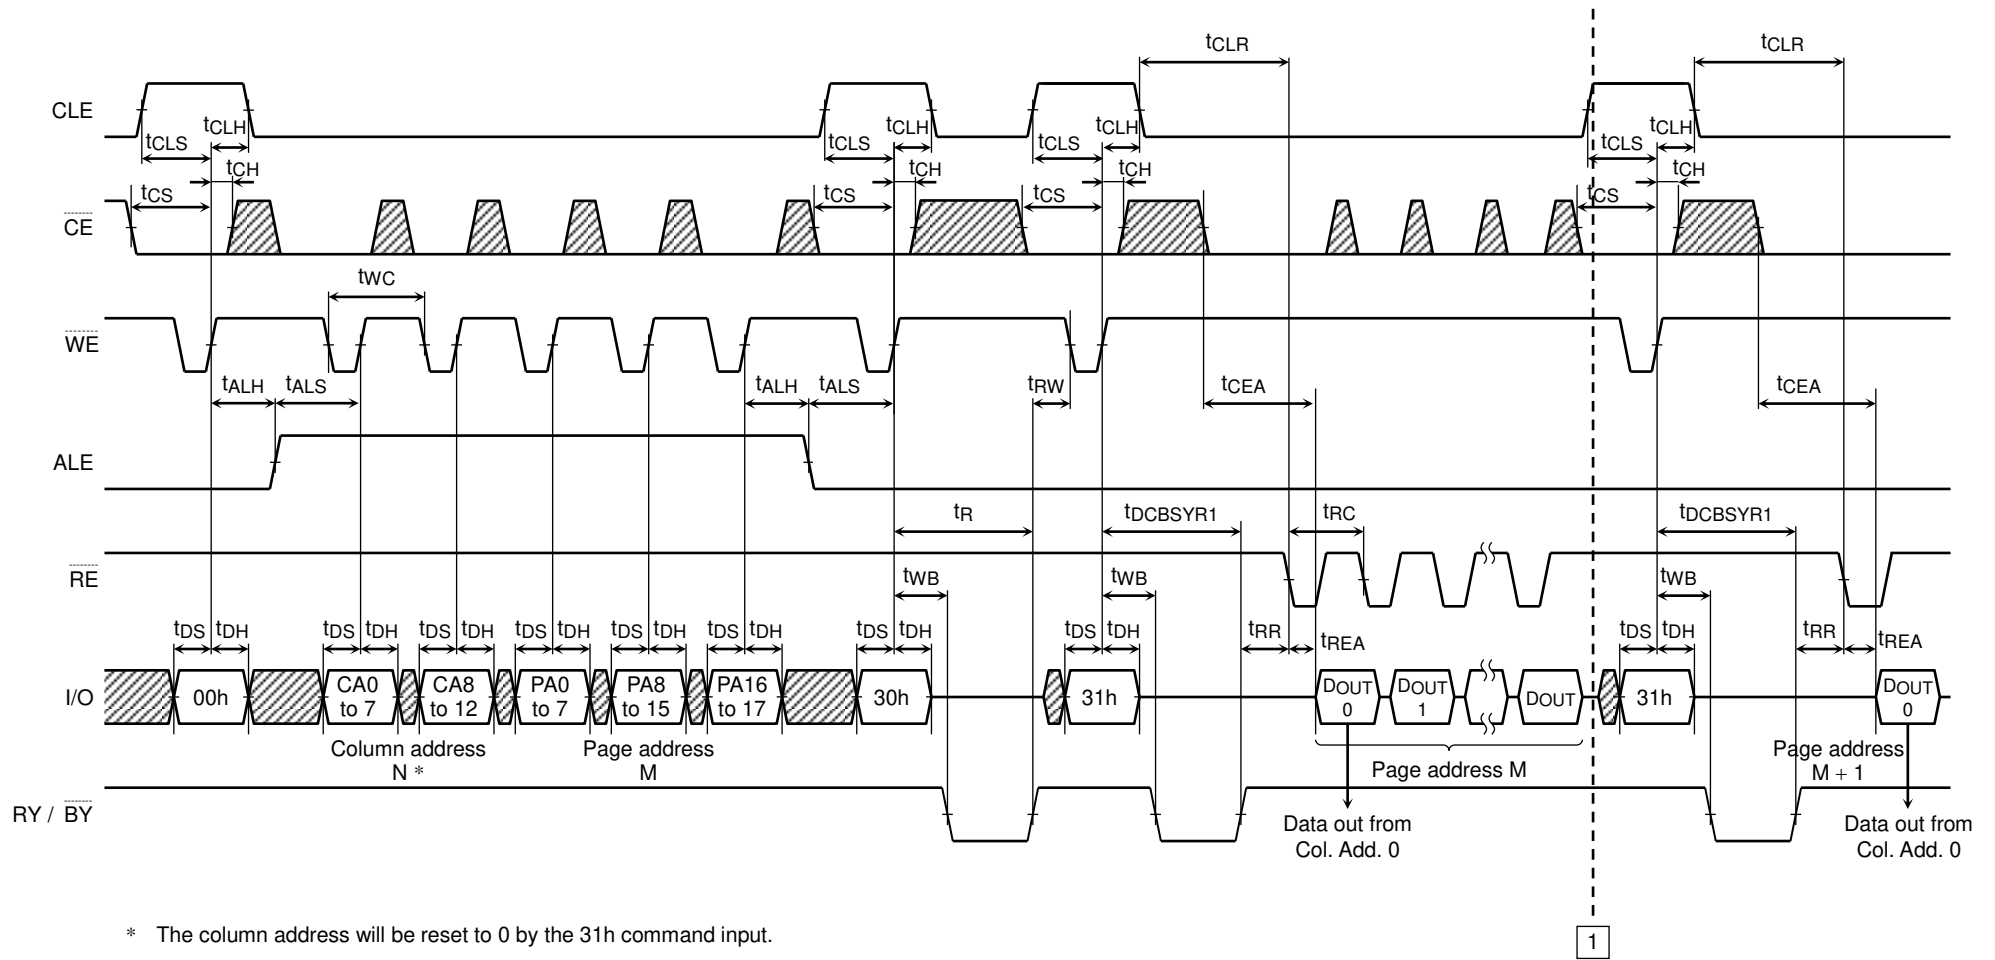 tCLR tCLR
CLE
tCLH tCLH tCLH tCLH
tCLS tCLS tCLS tCLS
tCH tCH tCH tCH
tCS tCS tCS tCS
CE
tWC
WE
tALH tALS tALH tALS tRW tCEA tCEA
ALE
tR tDCBSYR1 tRC tDCBSYR1
RE
tWB tWB tWB
tDS tDH tDS tDH tDS tDH tDS tDH tDS tDH tDS tDH tDS tDH tDS tDH tRR tREA tDS tDH tRR tREA
I/O 00h CA0 to 7 CA8 to 12 PA0 to 7 PA8 to 15 PA16 to 17 30h 31h DOUT 0 DOUT 1 DOUT 31h DOUT 0
Column address
N *
Page address
M
Page address M
Page address
M + 1
RY / BY
Data out from
Col. Add. 0
Data out from
Col. Add. 0
* The column address will be reset to 0 by the 31h command input.
1